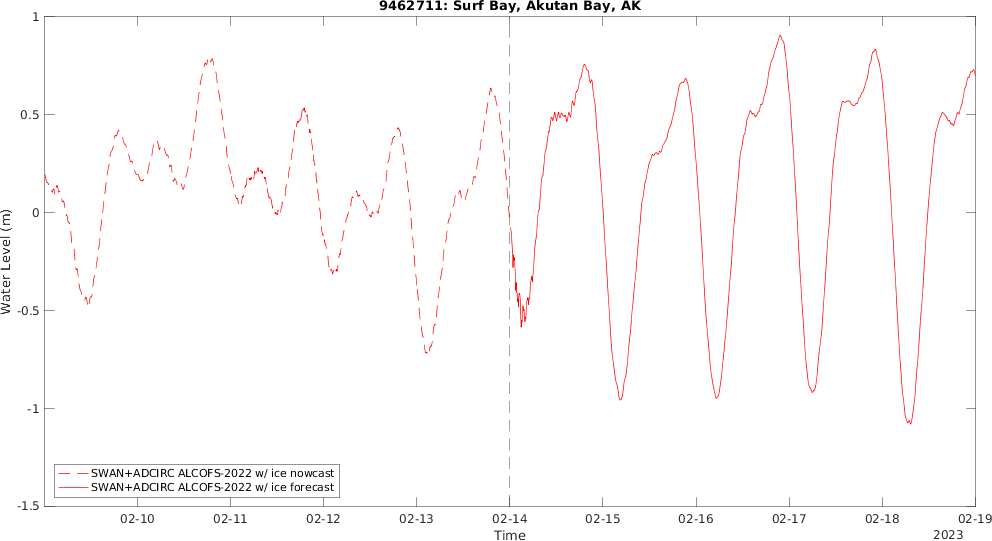 9462711: Surf Bay, Akutan Bay, AK
Water Level (m)
1
0.5
0
-0.5
-1
-1.5
SWAN+ADCIRC ALCOFS-2022 w/ ice nowcast
SWAN+ADCIRC ALCOFS-2022 w/ ice forecast
02-10 02-11 02-12 02-13 02-14 02-15 02-16 02-17 02-18 02-19
Time
2023